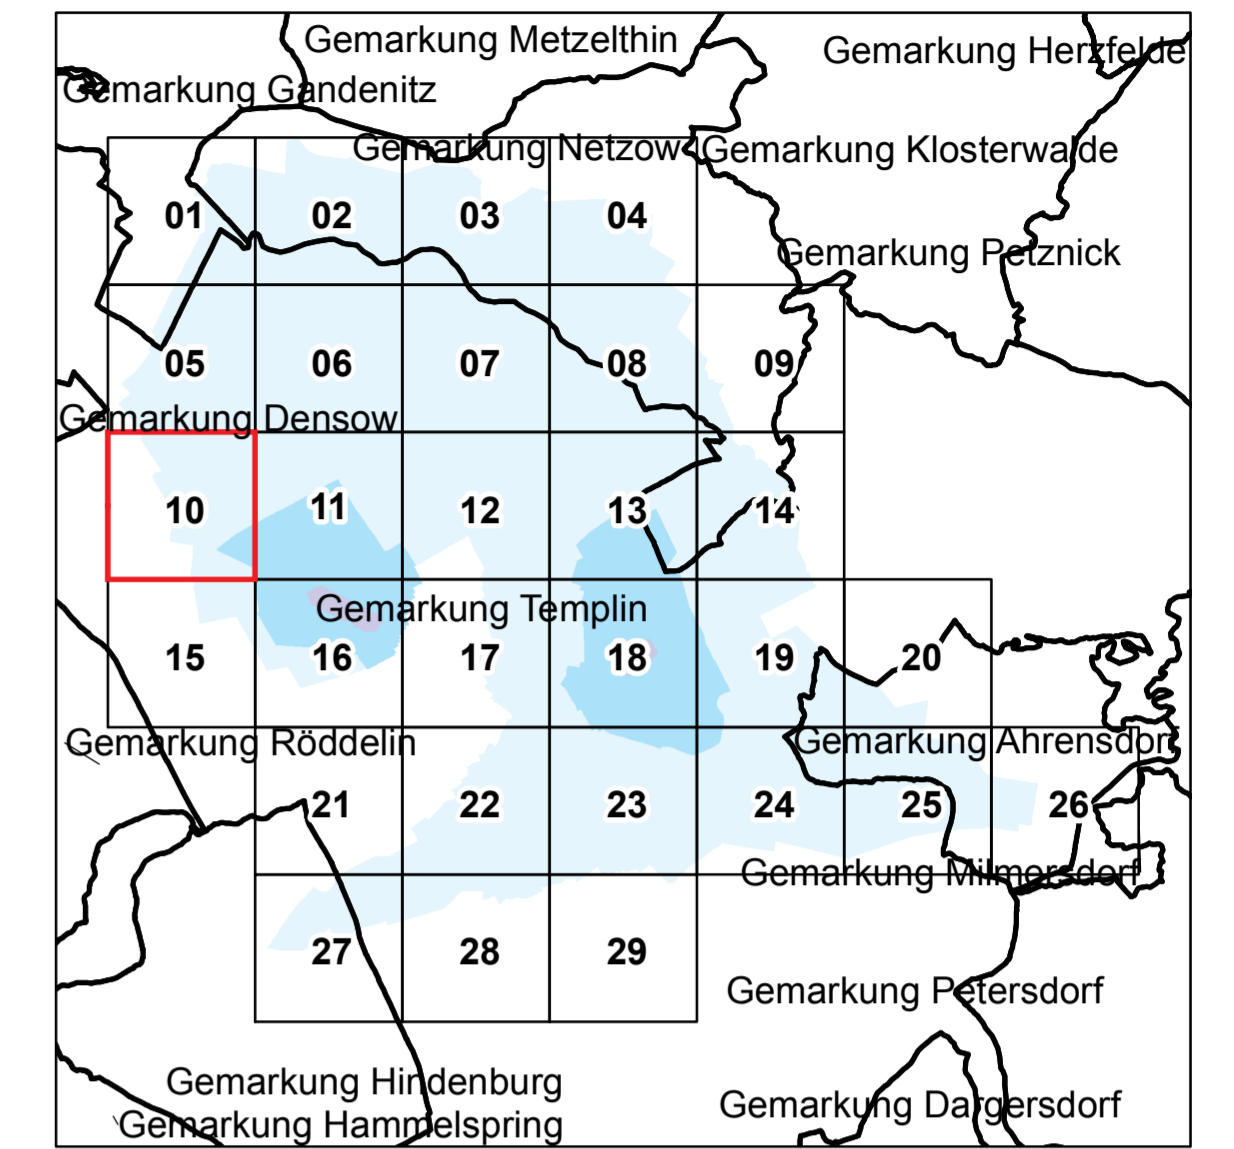 Gemarkung Metzelthin
Gemarkung Herzfelde
Gemarkung Gandenitz
Gemarkung Netzow
Gemarkung Klosterwalde
01 02 03 04
Gemarkung Petznick
05 06 07 08 09
Gemarkung Densow
10 11 12 13 14
Gemarkung Templin
15 16 17 18 19 20
Gemarkung Röddelin
Gemarkung Ahrensdorf
21 22 23 24 25 26
Gemarkung Milmersdorf
27 28 29
Gemarkung Petersdorf
Gemarkung Hindenburg
Gemarkung Dargersdorf
Gemarkung Hammelspring